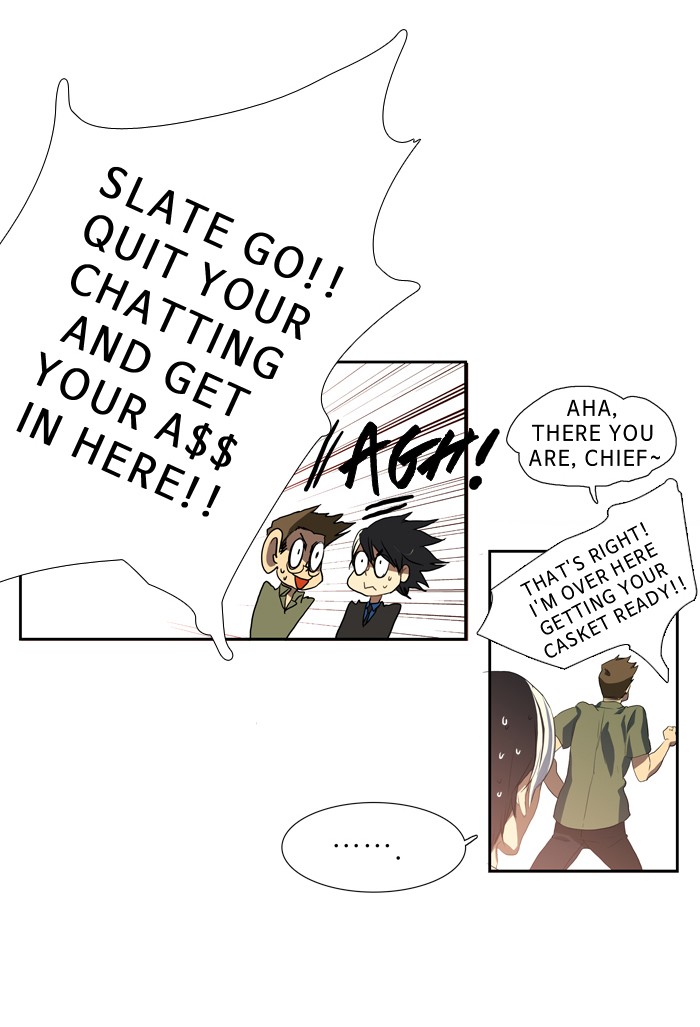 SLATE GO!!
QUIT YOUR
CHATTING
AND GET
YOUR A$$
IN HERE!!
AGH!
AHA,
THERE YOU
ARE, CHIEF~
THAT'S RIGHT!
I'M OVER HERE
GETTING YOUR
CASKET READY!!
.......